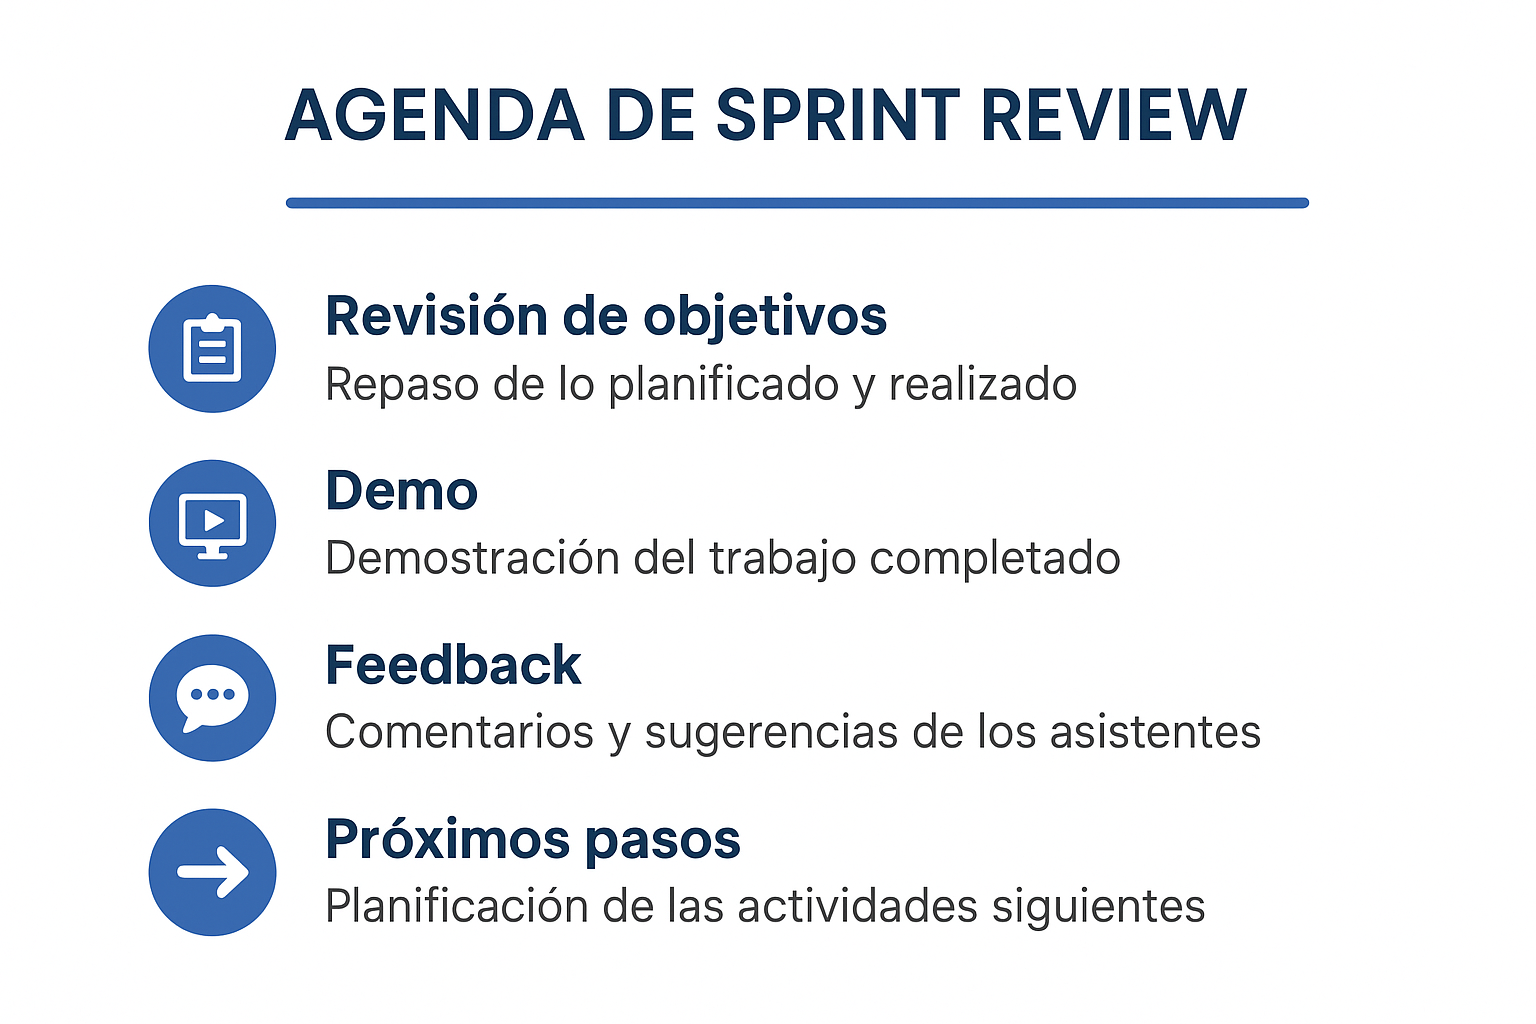 AGENDA DE SPRINT REVIEW
Revisión de objetivos
Repaso de lo planificado y realizado
Demo
Demostración del trabajo completado
Feedback
Comentarios y sugerencias de los asistentes
Próximos pasos
Planificación de las actividades siguientes